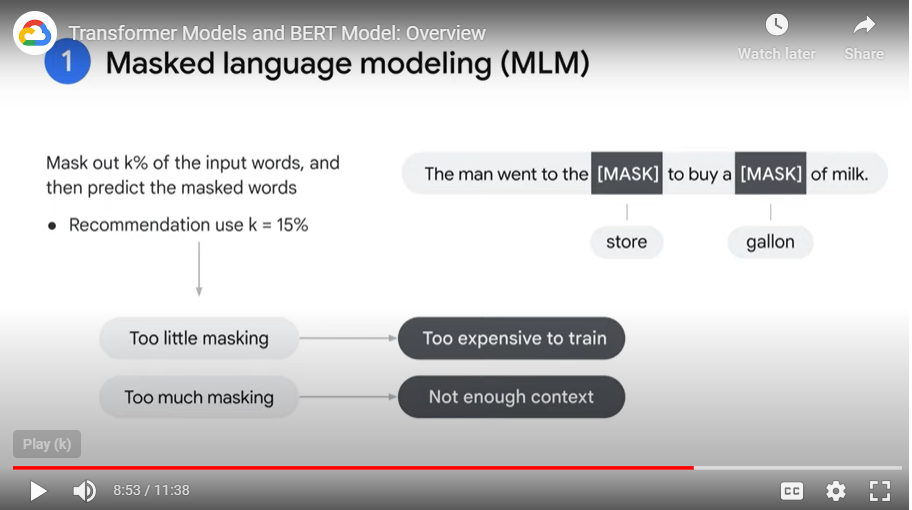 Transformer Models and BERT Model: Overview
Watch later
Share
1 Masked language modeling (MLM)
Mask out k% of the input words, and
then predict the masked words
• Recommendation use k = 15%
The man went to the [MASK] to buy a [MASK] of milk.
store
gallon
Too little masking
Too expensive to train
Too much masking
Not enough context
Play (k)
8:53 / 11:38
CC